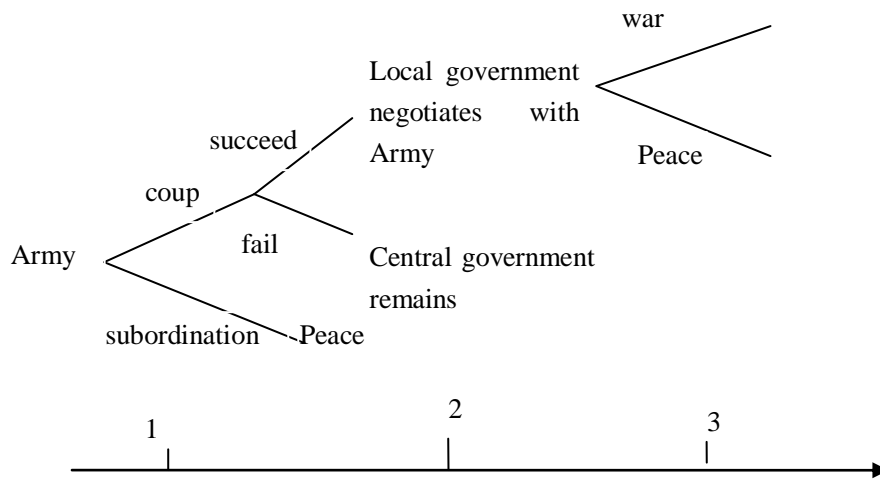 war
Local government
negotiates with
Army
succeed
Peace
coup
fail
Army
Central government
remains
subordination
Peace
1
2
3